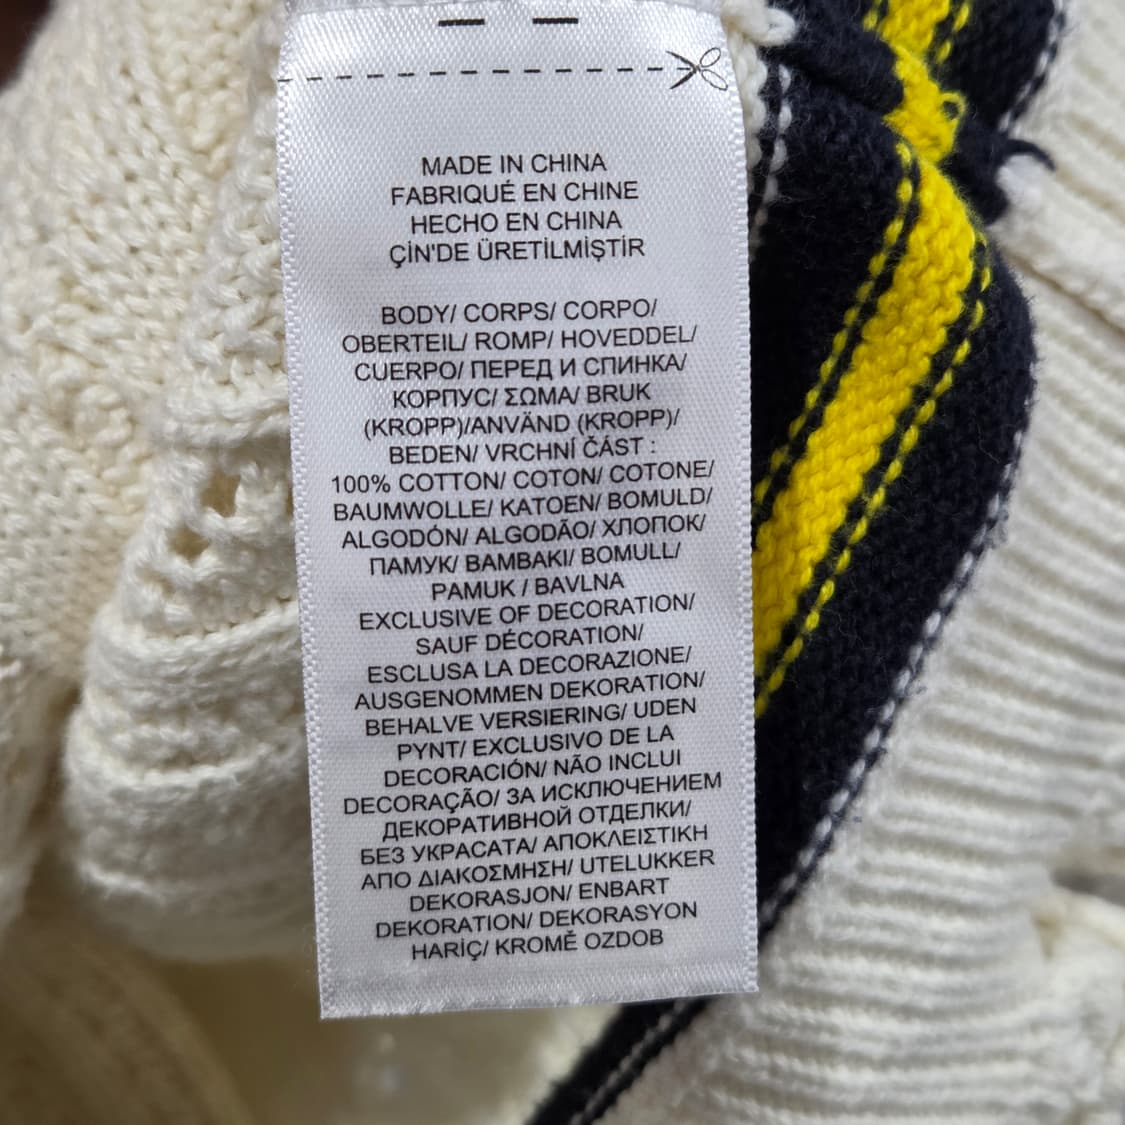 MADE IN CHINA
FABRIQUÉ EN CHINE
HECHO EN CHINA
ÇİN'DE ÜRETİLMİŞTİR
BODY/ CORPS/ CORPO/
OBERTEIL/ ROMP/ HOVEDDEL/
CUERPO/ ПЕРЕД И СПИНКА/
КОРПУС/ ΣΩΜΑ/ BRUK
(KROPP)/ANVÄND (KROPP)/
BEDEN/ VRCHNÍ ČÁST :
100% COTTON/ COTON/ COTONE/
BAUMWOLLE/ KATOEN/ BOMULD/
ALGODÓN/ ALGODÃO/ ХЛОПОК/
ПАМУК/ ΒΑΜΒΑΚΙ/ BOMULL/
PAMUK / BAVLNA
EXCLUSIVE OF DECORATION/
SAUF DÉCORATION/
ESCLUSA LA DECORAZIONE/
AUSGENOMMEN DEKORATION/
BEHALVE VERSIERING/ UDEN
PYNT/ EXCLUSIVO DE LA
DECORACIÓN/ NÃO INCLUI
DECORAÇÃO/ ЗА ИСКЛЮЧЕНИЕМ
ДЕКОРАТИВНОЙ ОТДЕЛКИ/
БЕЗ УКРАСАТА/ ΑΠΟΚΛΕΙΣΤΙΚΗ
ΑΠΟ ΔΙΑΚΟΣΜΗΣΗ/ UTELUKKER
DEKORASJON/ ENBART
DEKORATION/ DEKORASYON
HARİÇ/ KROMĚ OZDOB